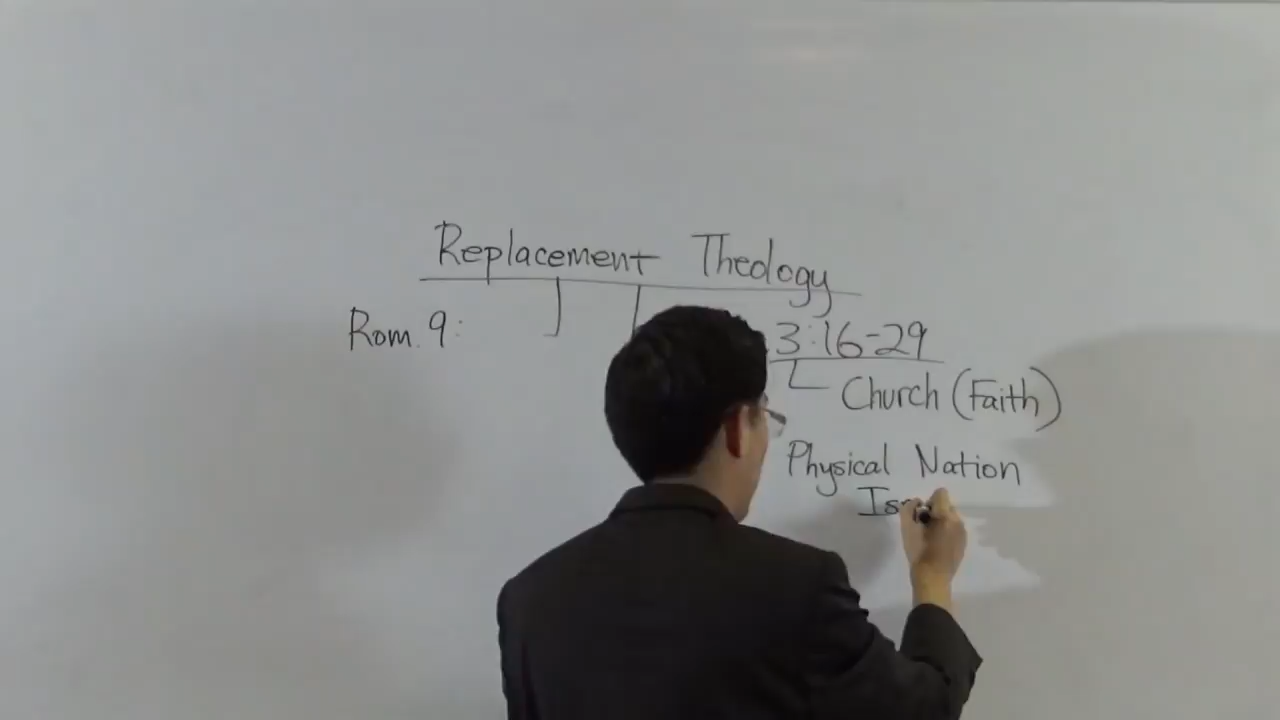 Replacement Theology
Rom. 9:
3:16-29
Church (Faith)
Physical Nation